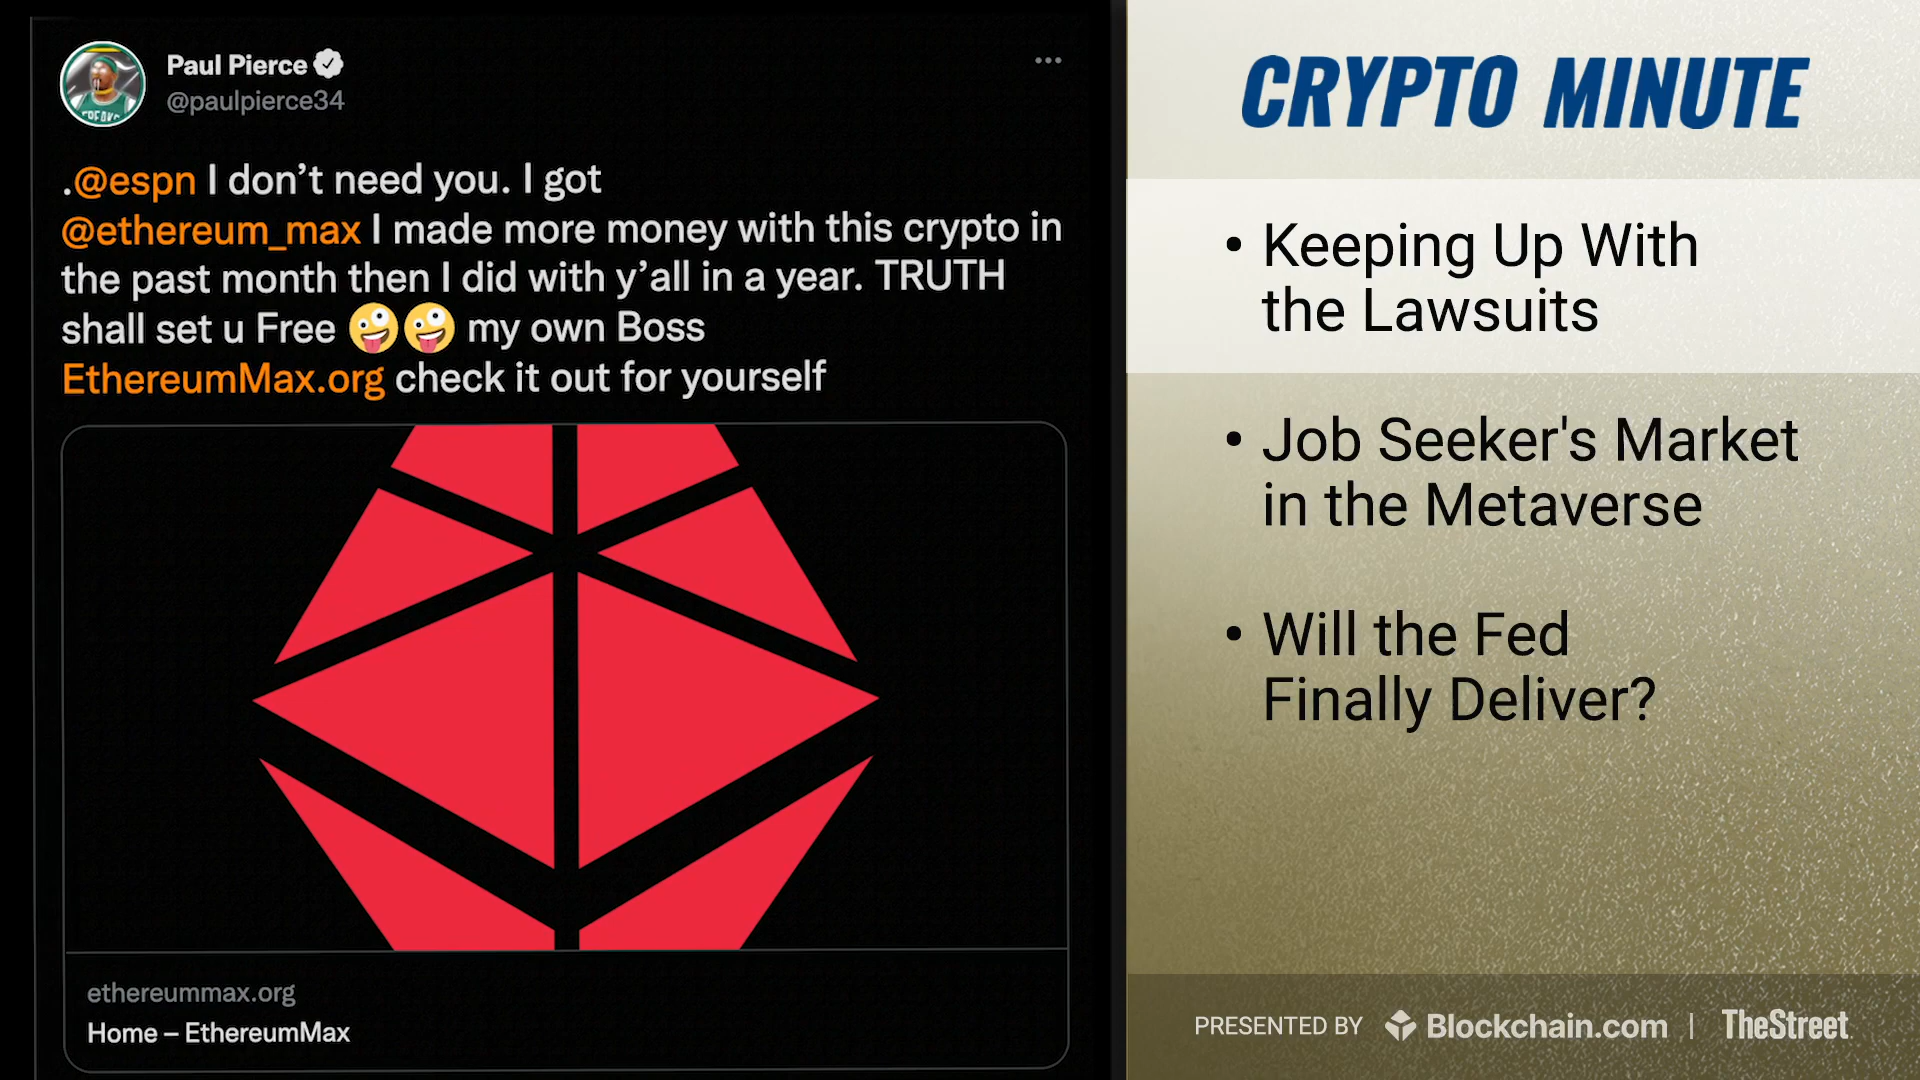 Paul Pierce
@paulpierce34
.@espn I don’t need you. I got
@ethereum_max I made more money with this crypto in
the past month then I did with y’all in a year. TRUTH
shall set u Free 🤪🤪 my own Boss
EthereumMax.org check it out for yourself
ethereummax.org
Home – EthereumMax
CRYPTO MINUTE
• Keeping Up With
the Lawsuits
• Job Seeker's Market
in the Metaverse
• Will the Fed
Finally Deliver?
PRESENTED BY Blockchain.com | TheStreet